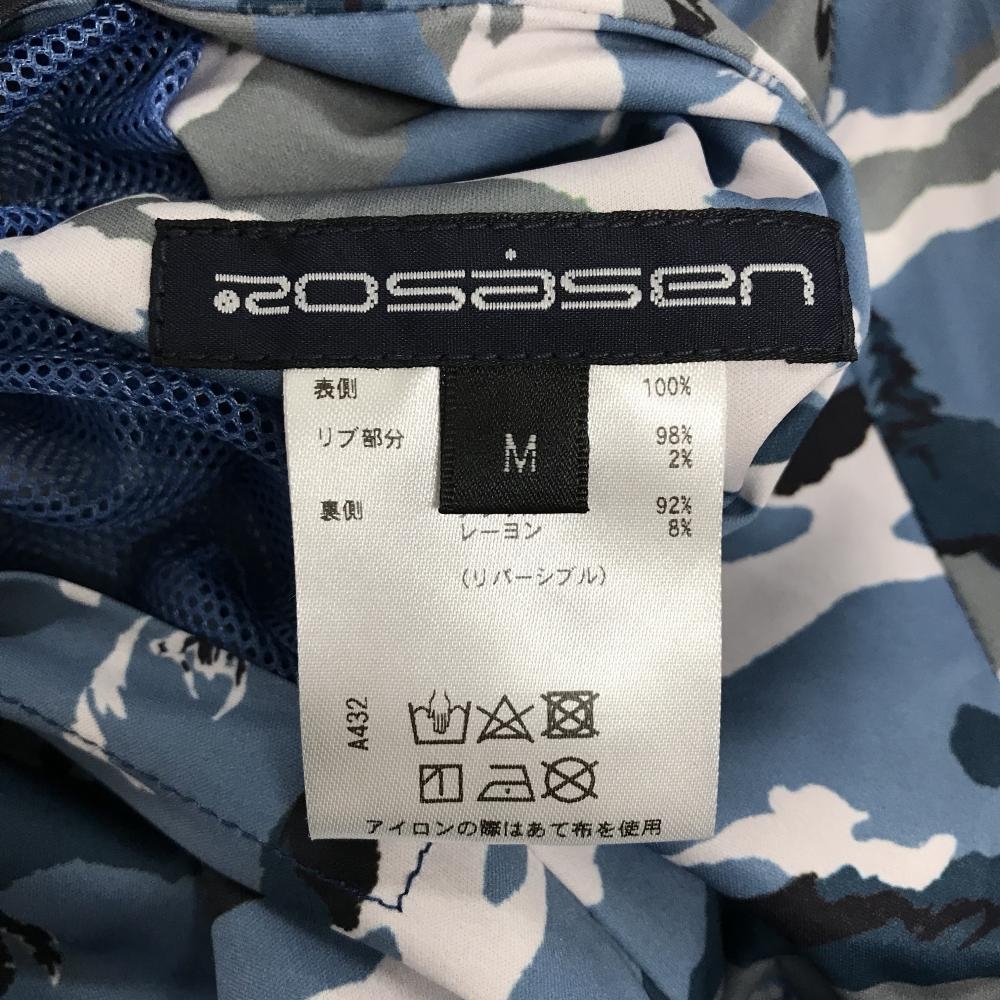 rosasen
表側 100%
M
リブ部分 98%
2%
裏側 92%
レーヨン 8%
(リバーシブル)
A432
アイロンの際はあて布を使用